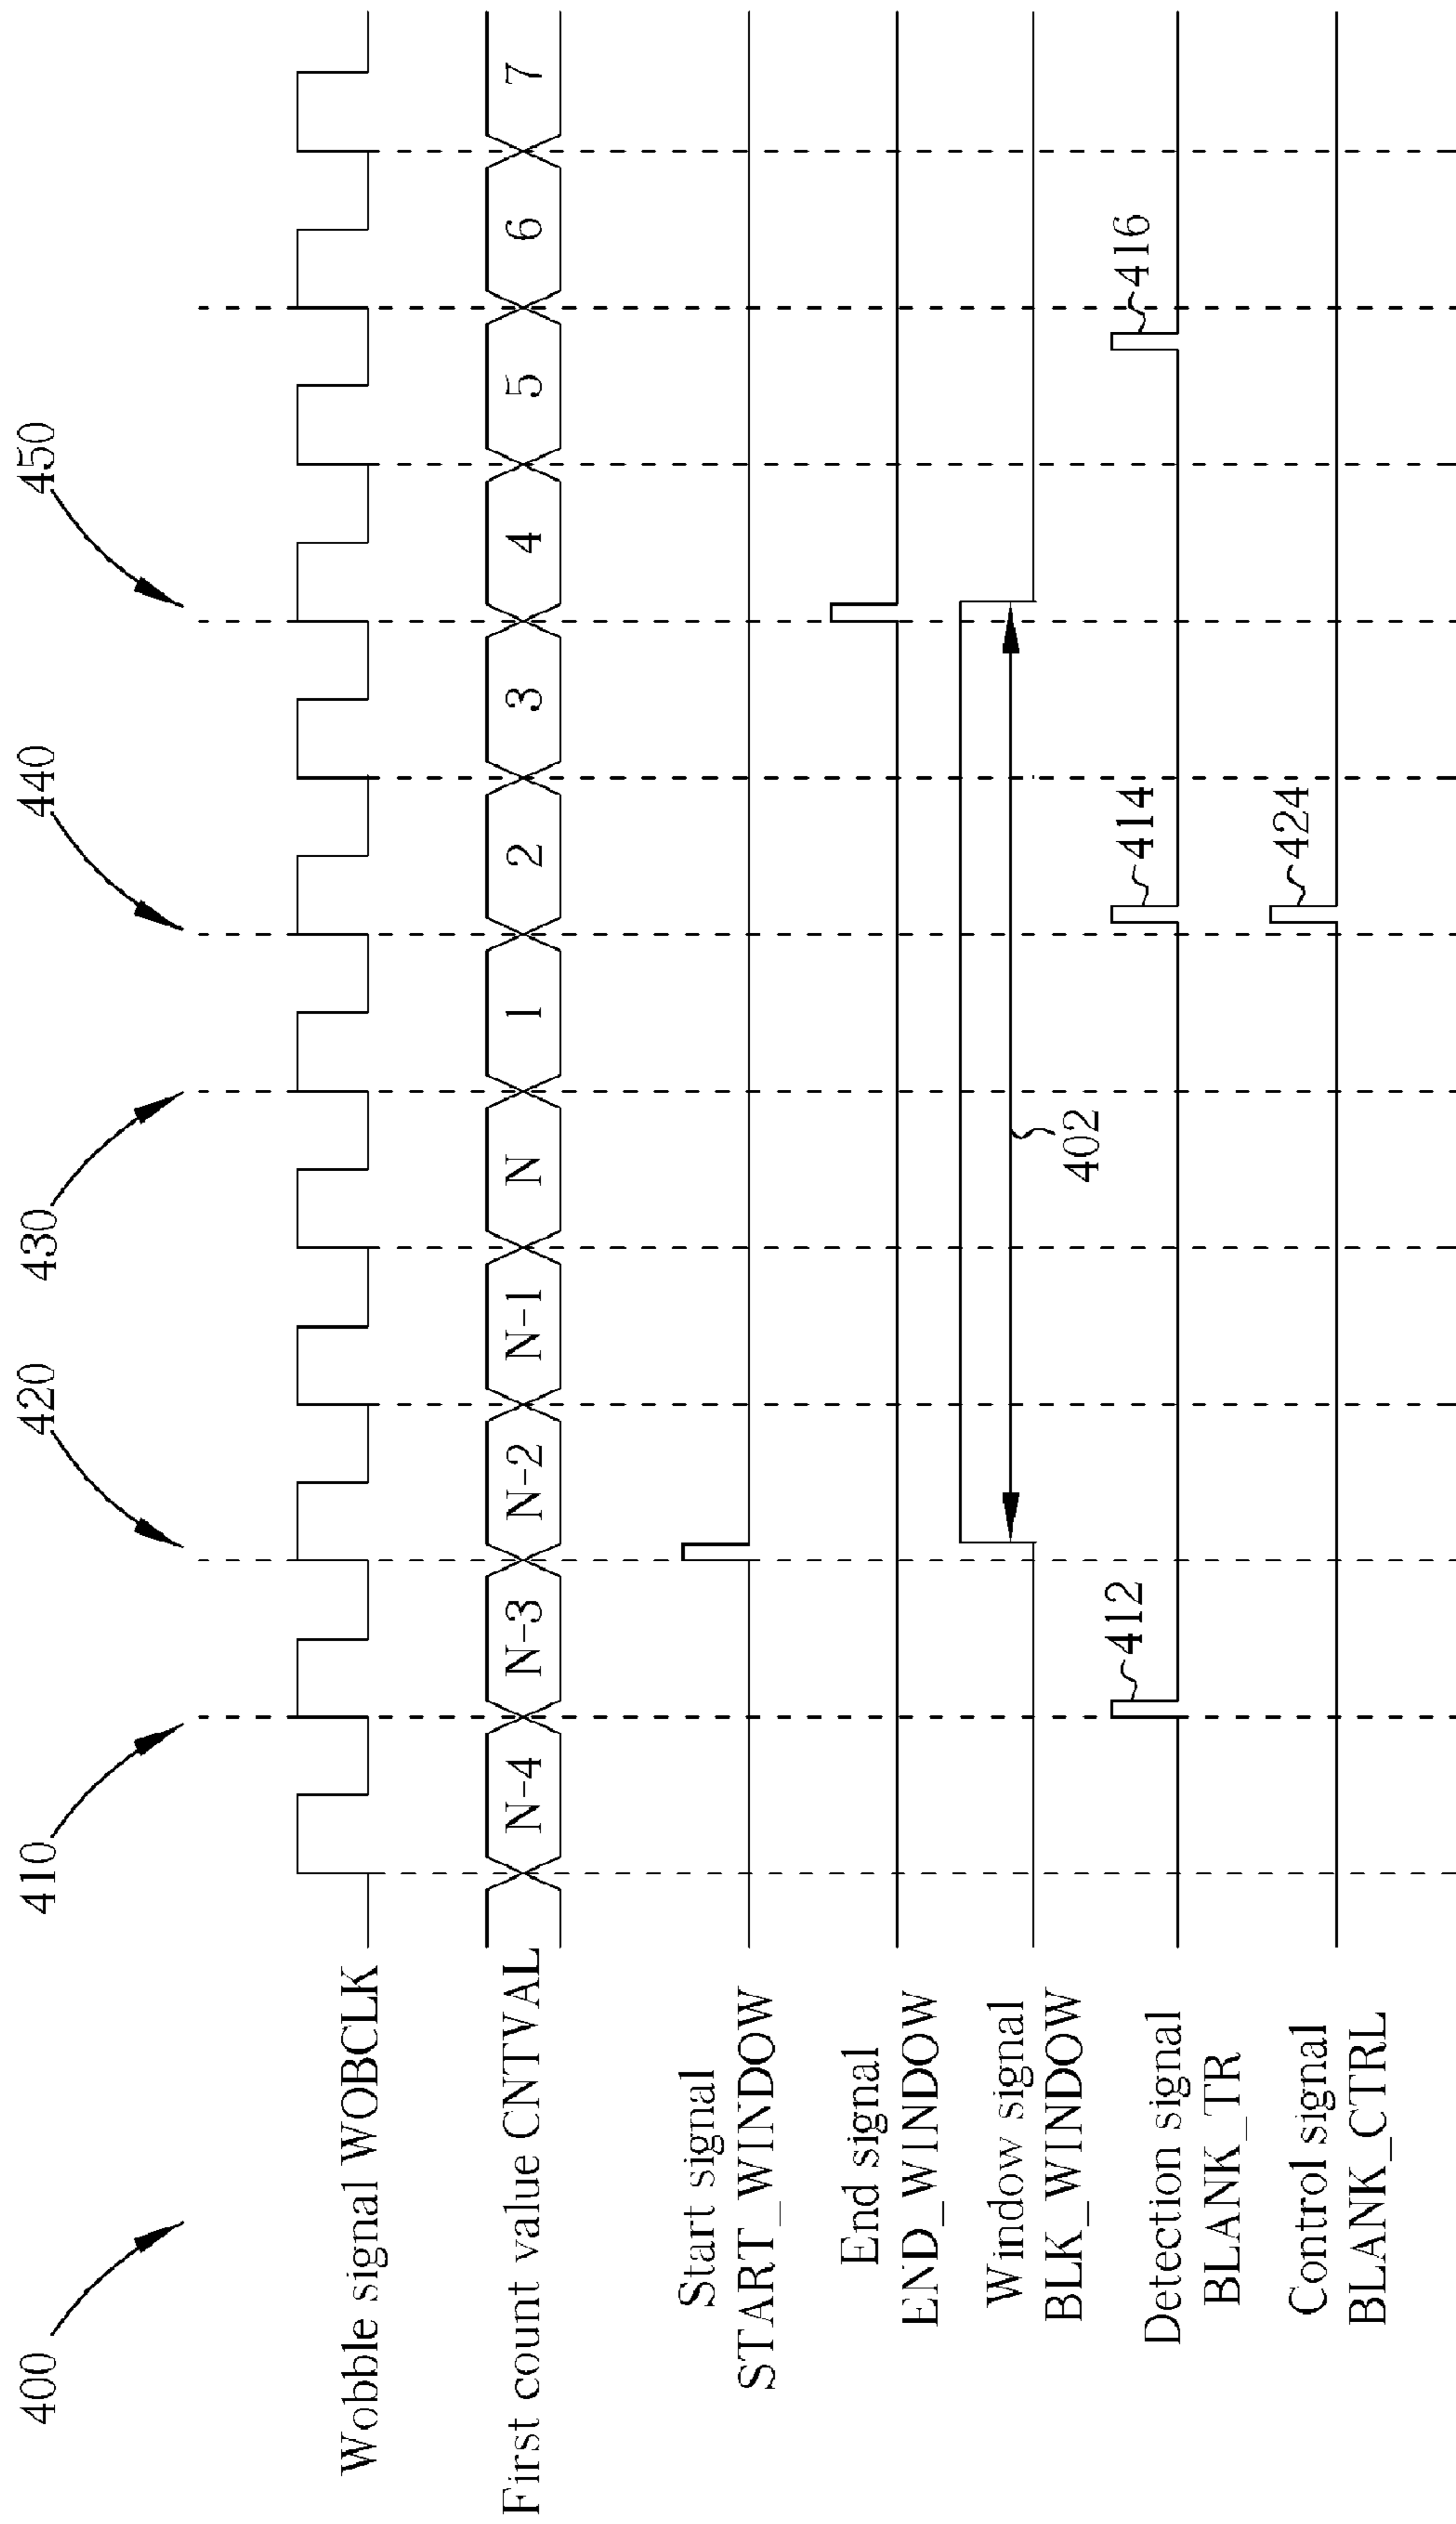 400
410
420
430
440
450
Wobble signal WOBCLK
First count value CNTVAL
N-4
N-3
N-2
N-1
N
1
2
3
4
5
6
7
Start signal
START_WINDOW
End signal
END_WINDOW
Window signal
BLK_WINDOW
402
Detection signal
BLANK_TR
412
414
416
Control signal
BLANK_CTRL
424